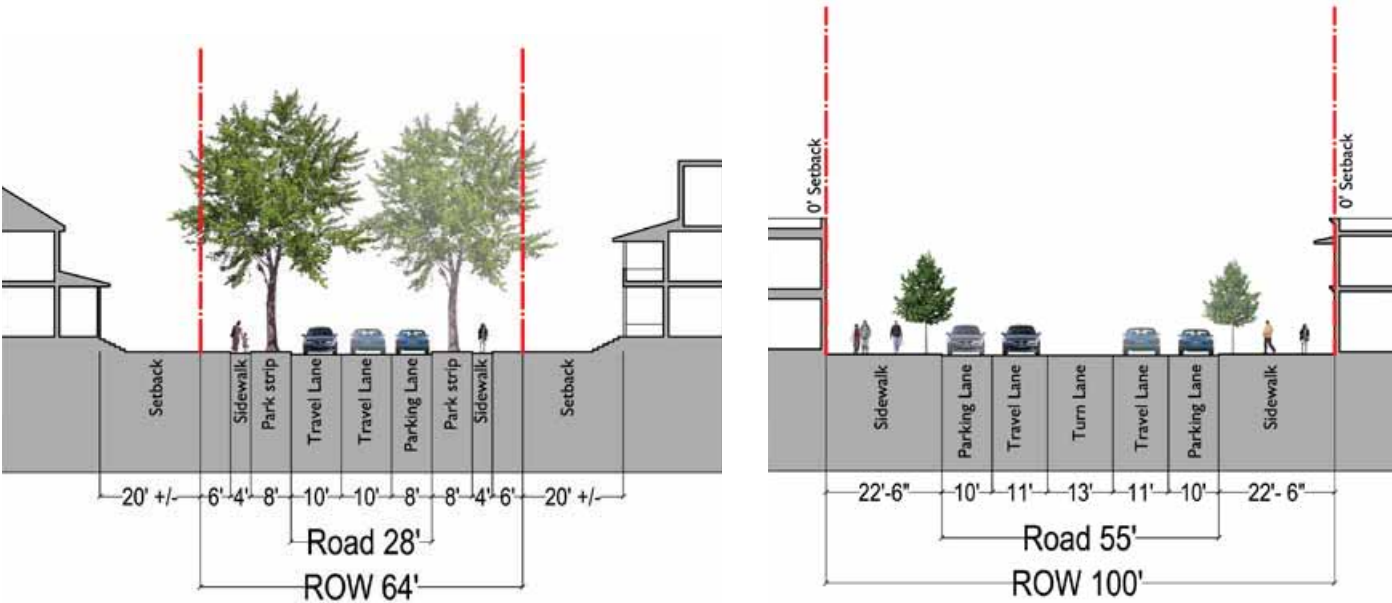 Setback
Sidewalk
Park strip
Travel Lane
Travel Lane
Parking Lane
Park strip
Sidewalk
Setback
20' +/- 6' 4' 8' 10' 10' 8' 8' 4' 6' 20' +/-
Road 28'
ROW 64'
0' Setback
0' Setback
Sidewalk
Parking Lane
Travel Lane
Turn Lane
Travel Lane
Parking Lane
Sidewalk
22'-6" 10' 11' 13' 11' 10' 22'- 6"
Road 55'
ROW 100'